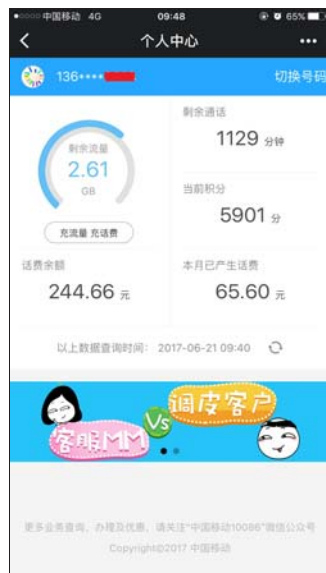 中国移动 4G 09:48 65%
个人中心
136**** 切换号码
剩余流量
2.61
GB
充流量 充话费
剩余通话
1129 分钟
当前积分
5901 分
话费余额
244.66 元
本月已产生话费
65.60 元
以上数据查询时间: 2017-06-21 09:40
客服MM Vs 调皮客户
更多业务查询、办理及优惠，请关注"中国移动10086"微信公众号
Copyright©2017 中国移动